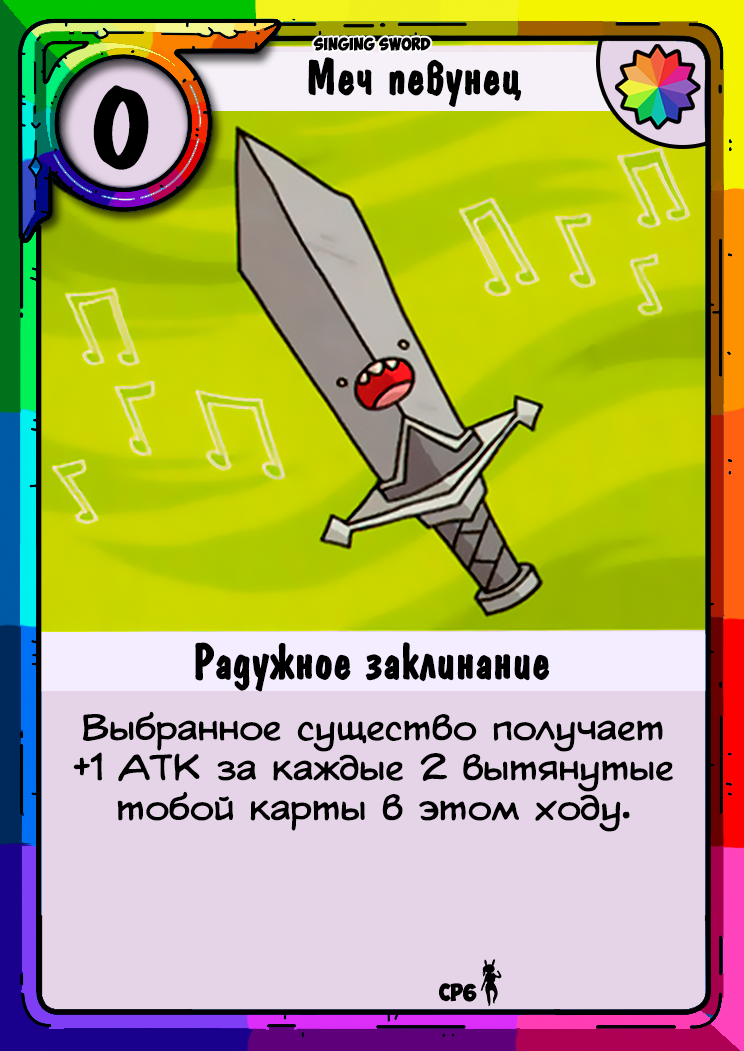 SINGING SWORD
0
Меч певунец
Радужное заклинание
Выбранное существо получает
+1 АТК за каждые 2 вытянутые
тобой карты в этом ходу.
CP6